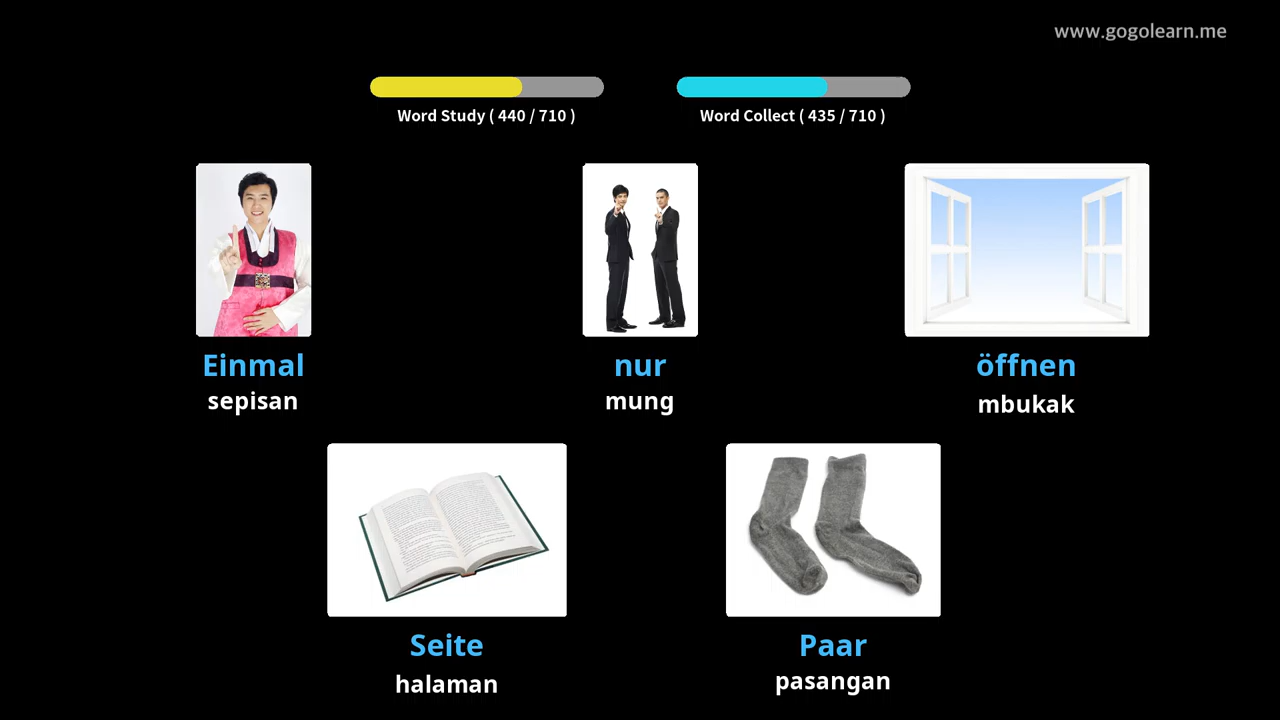 www.gogolearn.me
Word Study ( 440 / 710 )
Word Collect ( 435 / 710 )
Einmal
sepisan
nur
mung
öffnen
mbukak
Seite
halaman
Paar
pasangan